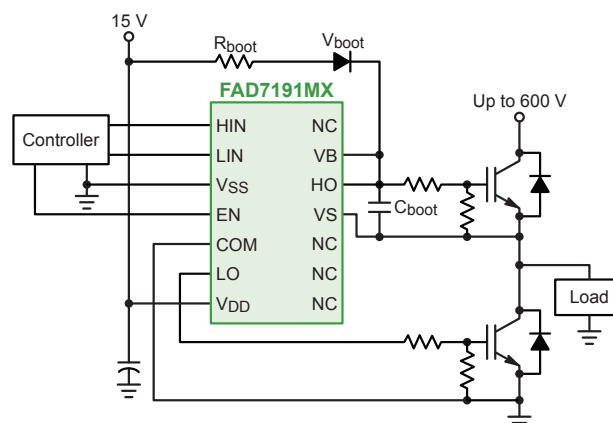 15 V
Rboot
Vboot
FAD7191MX
Up to 600 V
Controller
HIN
NC
LIN
VB
VSS
HO
EN
VS
Cboot
COM
NC
LO
NC
VDD
NC
Load